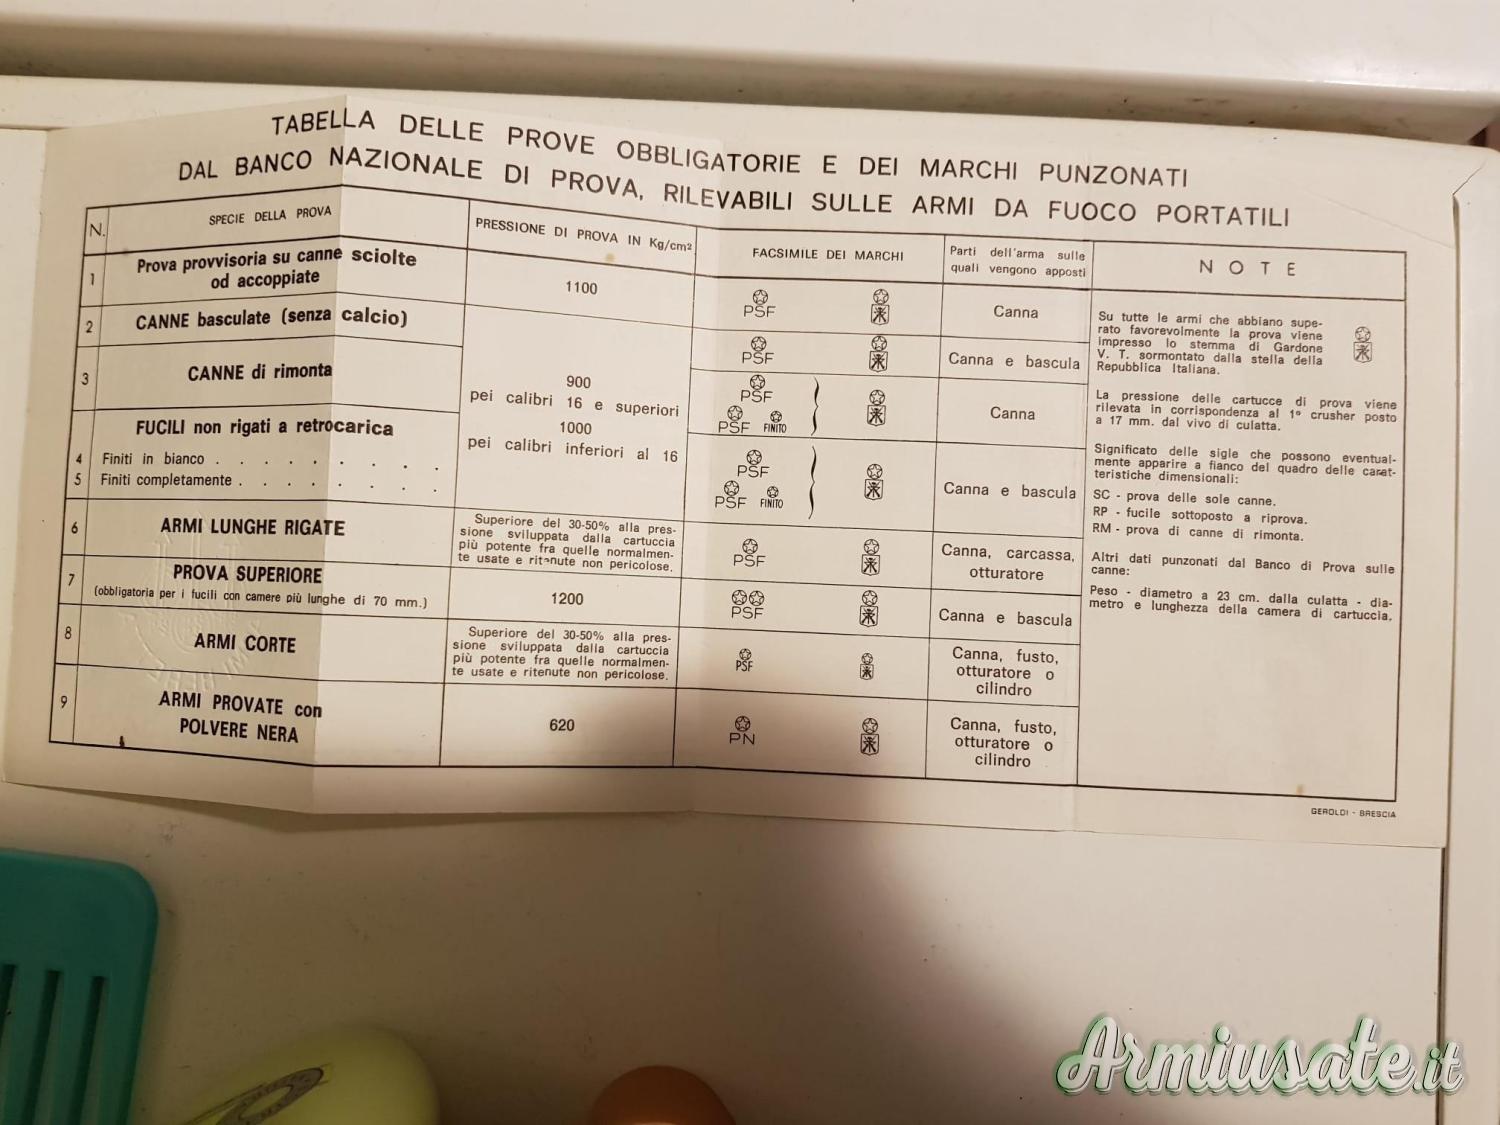 TABELLA DELLE PROVE OBBLIGATORIE E DEI MARCHI PUNZONATI
DAL BANCO NAZIONALE DI PROVA, RILEVABILI SULLE ARMI DA FUOCO PORTATILI
N.
SPECIE DELLA PROVA
PRESSIONE DI PROVA IN Kg/cm²
FACSIMILE DEI MARCHI
Parti dell'arma sulle
quali vengono apposti
NOTE
1
Prova provvisoria su canne sciolte
od accoppiate
1100
PSF
Canna
2
CANNE basculate (senza calcio)
PSF
Canna e bascula
3
CANNE di rimonta
900
pei calibri 16 e superiori
1000
pei calibri inferiori al 16
PSF
PSF FINITO
Canna
FUCILI non rigati a retrocarica
4 Finiti in bianco . . . . . . . .
5 Finiti completamente . . . . . . . .
PSF
PSF FINITO
Canna e bascula
6
ARMI LUNGHE RIGATE
Superiore del 30-50% alla pres-
sione sviluppata dalla cartuccia
più potente fra quelle normalmen-
te usate e ritenute non pericolose.
PSF
Canna, carcassa,
otturatore
7
PROVA SUPERIORE
(obbligatoria per i fucili con camere più lunghe di 70 mm.)
1200
PSF
Canna e bascula
8
ARMI CORTE
Superiore del 30-50% alla pres-
sione sviluppata dalla cartuccia
più potente fra quelle normalmen-
te usate e ritenute non pericolose.
PSF
Canna, fusto,
otturatore o
cilindro
9
ARMI PROVATE con
POLVERE NERA
620
PN
Canna, fusto,
otturatore o
cilindro
Su tutte le armi che abbiano supe-
rato favorevolmente la prova viene
impresso lo stemma di Gardone
V. T. sormontato dalla stella della
Repubblica Italiana.
La pressione delle cartucce di prova viene
rilevata in corrispondenza al 1º crusher posto
a 17 mm. dal vivo di culatta.
Significato delle sigle che possono eventual-
mente apparire a fianco del quadro delle carat-
teristiche dimensionali:
SC - prova delle sole canne.
RP - fucile sottoposto a riprova.
RM - prova di canne di rimonta.
Altri dati punzonati dal Banco di Prova sulle
canne:
Peso - diametro a 23 cm. dalla culatta - dia-
metro e lunghezza della camera di cartuccia.
GEROLDI - BRESCIA
Armiusate.it